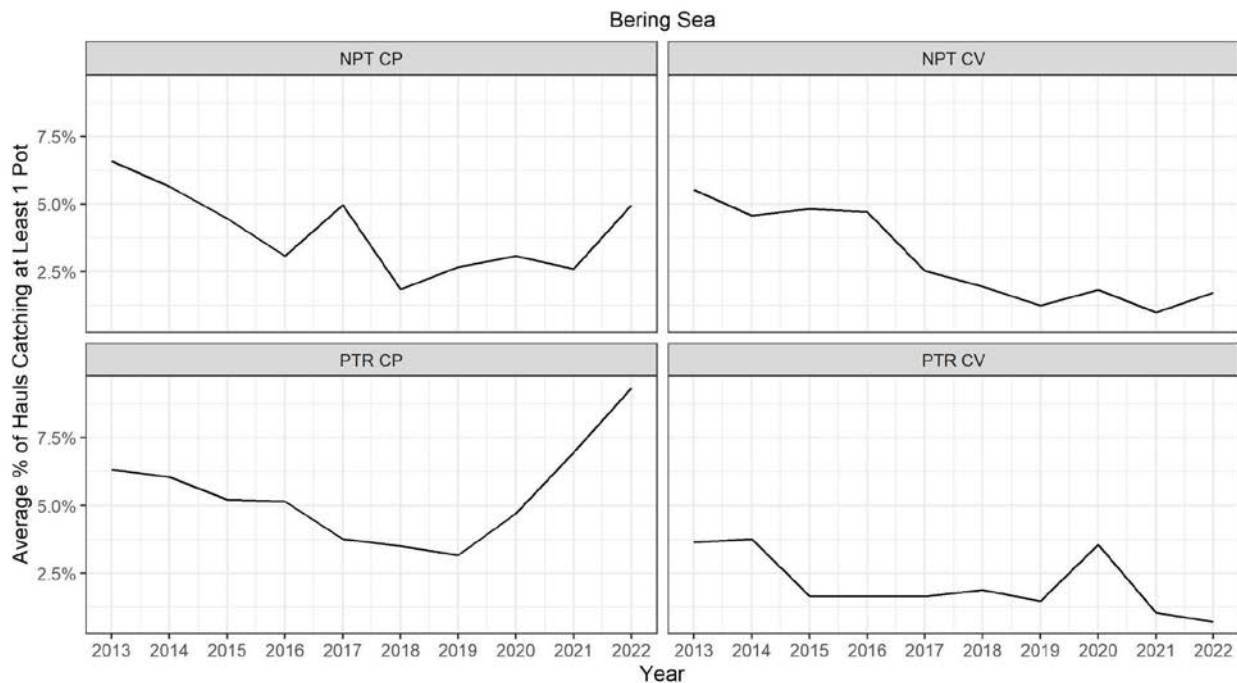 Bering Sea
NPT CP
NPT CV
7.5%
5.0%
2.5%
PTR CP
PTR CV
7.5%
5.0%
2.5%
Average % of Hauls Catching at Least 1 Pot
2013 2014 2015 2016 2017 2018 2019 2020 2021 2022
2013 2014 2015 2016 2017 2018 2019 2020 2021 2022
Year